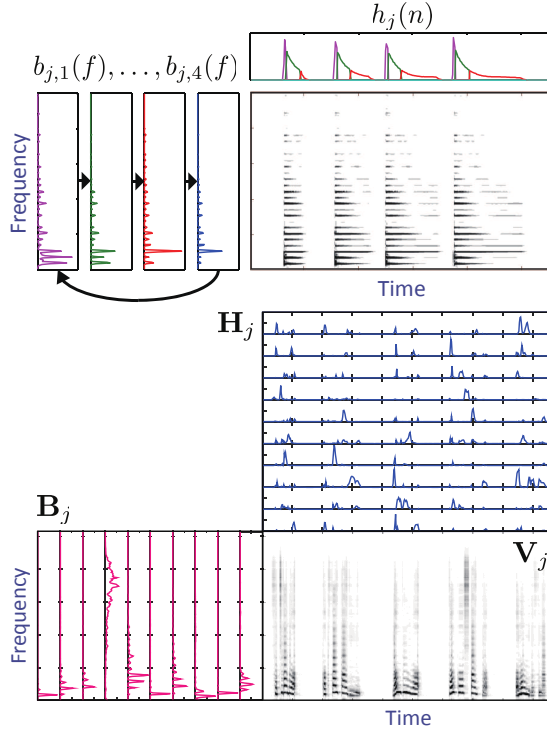 h_j(n)
b_{j,1}(f), . . . , b_{j,4}(f)
Frequency
Time
H_j
B_j
V_j
Frequency
Time